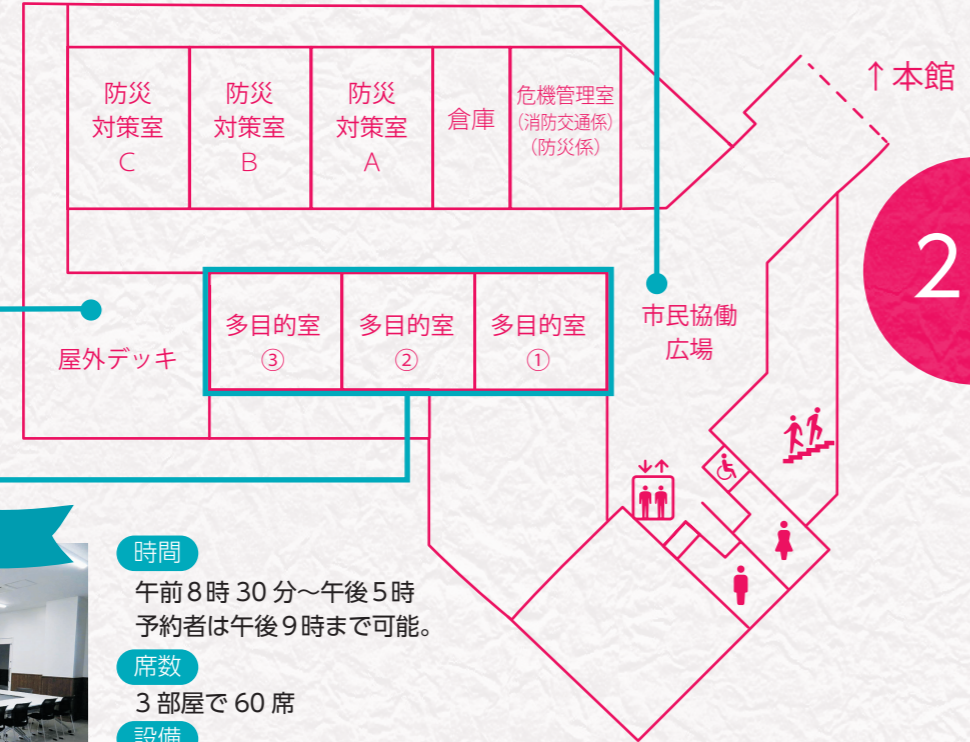 ↑本館
防災
対策室
C
防災
対策室
B
防災
対策室
A
倉庫
危機管理室
（消防交通係）
（防災係）
2
屋外デッキ
多目的室
③
多目的室
②
多目的室
①
市民協働
広場
時間
午前８時 30 分〜午後５時
予約者は午後９時まで可能。
席数
３部屋で 60 席
設備